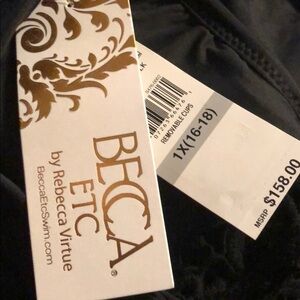 BECCA®
ETC
by Rebecca Virtue
BeccaEtcSwim.com
REMOVABLE CUPS
1X(16-18)
MSRP $158.00